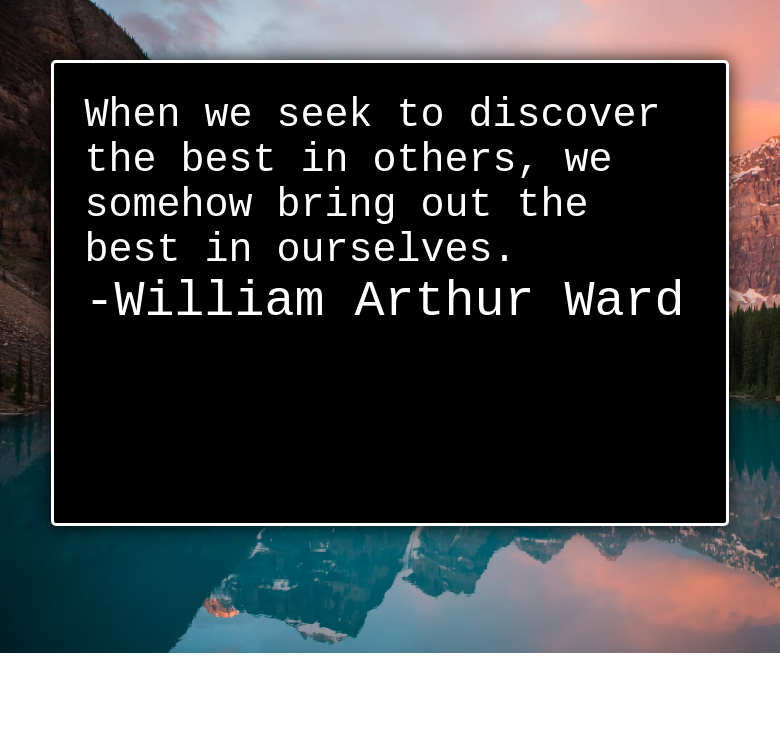 When we seek to discover
the best in others, we
somehow bring out the
best in ourselves.
-William Arthur Ward